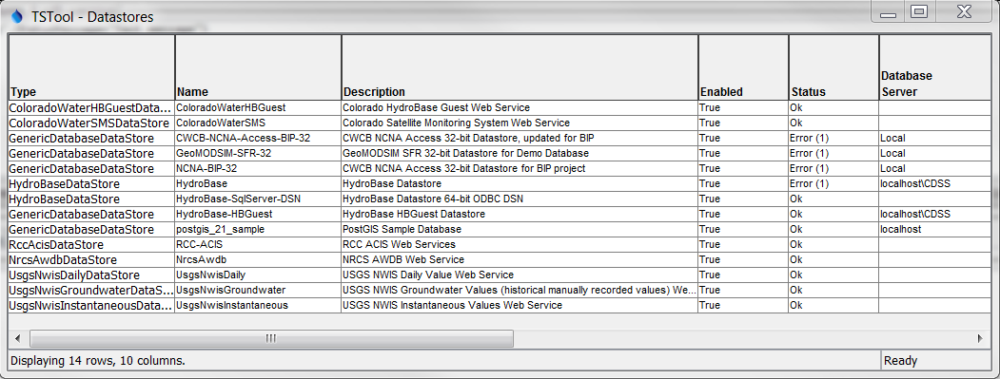 TSTool - Datastores
Type Name Description Enabled Status Database Server
ColoradoWaterHBGuestData... ColoradoWaterHBGuest Colorado HydroBase Guest Web Service True Ok
ColoradoWaterSMSDataStore ColoradoWaterSMS Colorado Satellite Monitoring System Web Service True Ok
GenericDatabaseDataStore CWCB-NCNA-Access-BIP-32 CWCB NCNA Access 32-bit Datastore, updated for BIP True Error (1) Local
GenericDatabaseDataStore GeoMODSIM-SFR-32 GeoMODSIM SFR 32-bit Datastore for Demo Database True Error (1) Local
GenericDatabaseDataStore NCNA-BIP-32 CWCB NCNA Access 32-bit Datastore for BIP project True Error (1) Local
HydroBaseDataStore HydroBase HydroBase Datastore True Error (1) localhost\CDSS
HydroBaseDataStore HydroBase-SqlServer-DSN HydroBase Datastore 64-bit ODBC DSN True Ok
GenericDatabaseDataStore HydroBase-HBGuest HydroBase HBGuest Datastore True Ok localhost\CDSS
GenericDatabaseDataStore postgis_21_sample PostGIS Sample Database True Ok localhost
RccAcisDataStore RCC-ACIS RCC ACIS Web Services True Ok
NrcsAwdbDataStore NrcsAwdb NRCS AWDB Web Service True Ok
UsgsNwisDailyDataStore UsgsNwisDaily USGS NWIS Daily Value Web Service True Ok
UsgsNwisGroundwaterDataS... UsgsNwisGroundwater USGS NWIS Groundwater Values (historical manually recorded values) We... True Ok
UsgsNwisInstantaneousData... UsgsNwisInstantaneous USGS NWIS Instantaneous Values Web Service True Ok
Displaying 14 rows, 10 columns. Ready